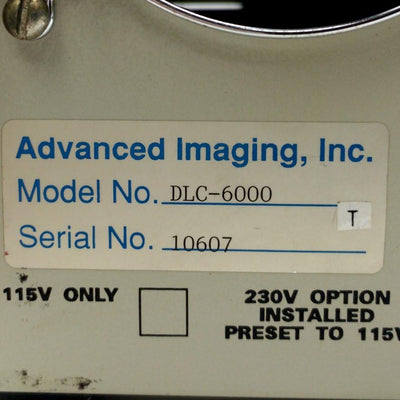 Advanced Imaging, Inc.
Model No. DLC-6000
T
Serial No. 10607
115V ONLY
230V OPTION
INSTALLED
PRESET TO 115V